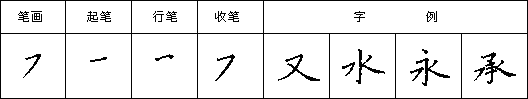 笔画 起笔 行笔 收笔 字例
㇇ ㇐ ㇇ 又 水 永 承